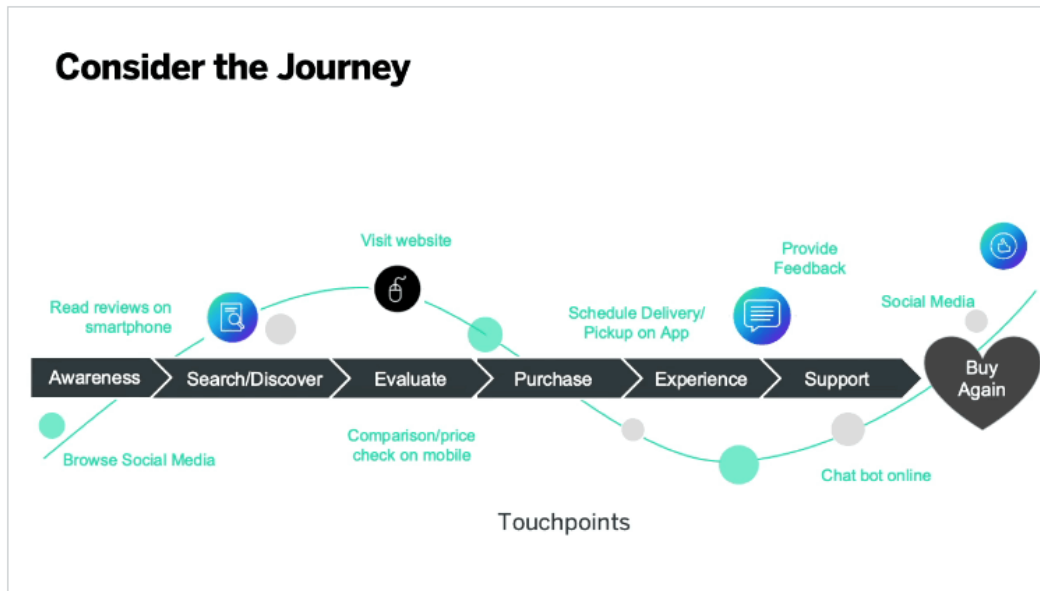 Consider the Journey
Visit website
Provide
Feedback
Read reviews on
smartphone
Schedule Delivery/
Pickup on App
Social Media
Awareness
Search/Discover
Evaluate
Purchase
Experience
Support
Buy
Again
Browse Social Media
Comparison/price
check on mobile
Chat bot online
Touchpoints